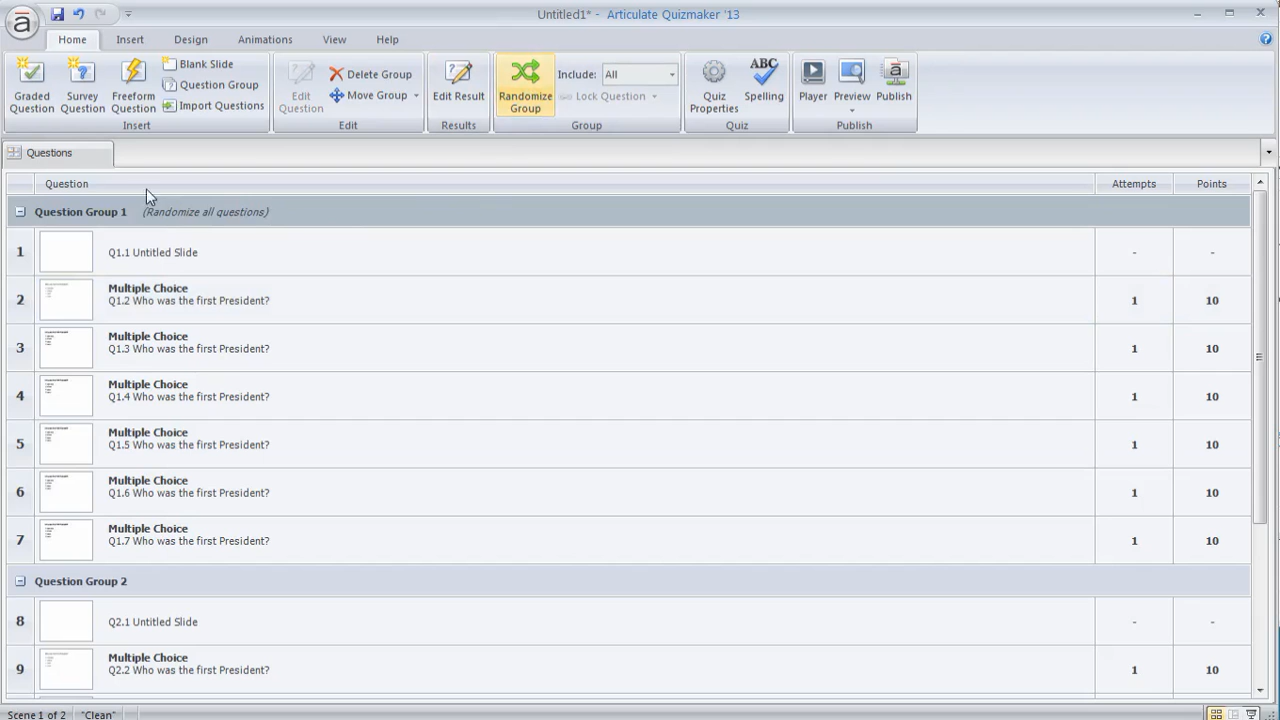 Untitled1* - Articulate Quizmaker '13
Home Insert Design Animations View Help
Graded Question
Survey Question
Freeform Question
Blank Slide
Question Group
Import Questions
Insert
Edit Question
Delete Group
Move Group
Edit
Edit Result
Results
Randomize Group
Include: All
Lock Question
Group
Quiz Properties
ABC
Spelling
Quiz
Player
Preview
Publish
Publish
Questions
Question Attempts Points
Question Group 1 (Randomize all questions)
1 Q1.1 Untitled Slide - -
Multiple Choice
2 Q1.2 Who was the first President? 1 10
Multiple Choice
3 Q1.3 Who was the first President? 1 10
Multiple Choice
4 Q1.4 Who was the first President? 1 10
Multiple Choice
5 Q1.5 Who was the first President? 1 10
Multiple Choice
6 Q1.6 Who was the first President? 1 10
Multiple Choice
7 Q1.7 Who was the first President? 1 10
Question Group 2
8 Q2.1 Untitled Slide - -
Multiple Choice
9 Q2.2 Who was the first President? 1 10
Scene 1 of 2 "Clean"